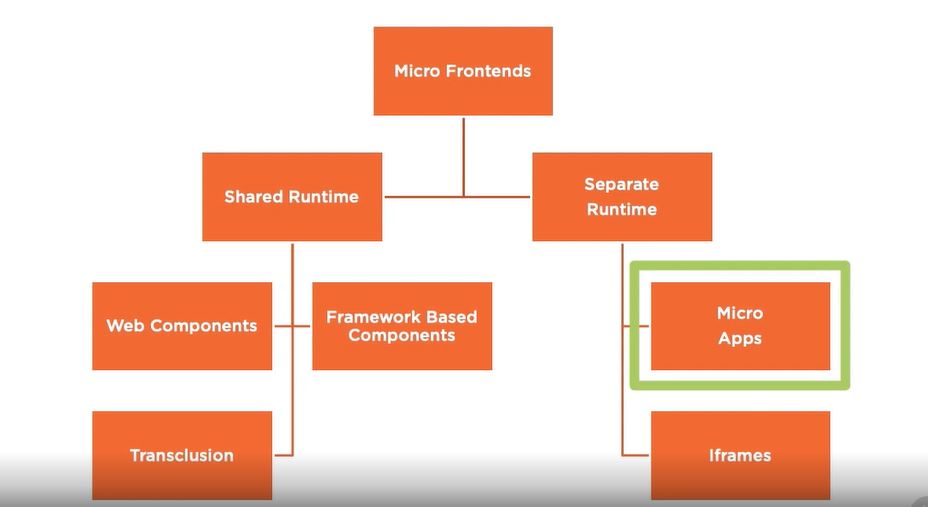 Micro Frontends
Shared Runtime
Separate
Runtime
Web Components
Framework Based
Components
Micro
Apps
Transclusion
Iframes